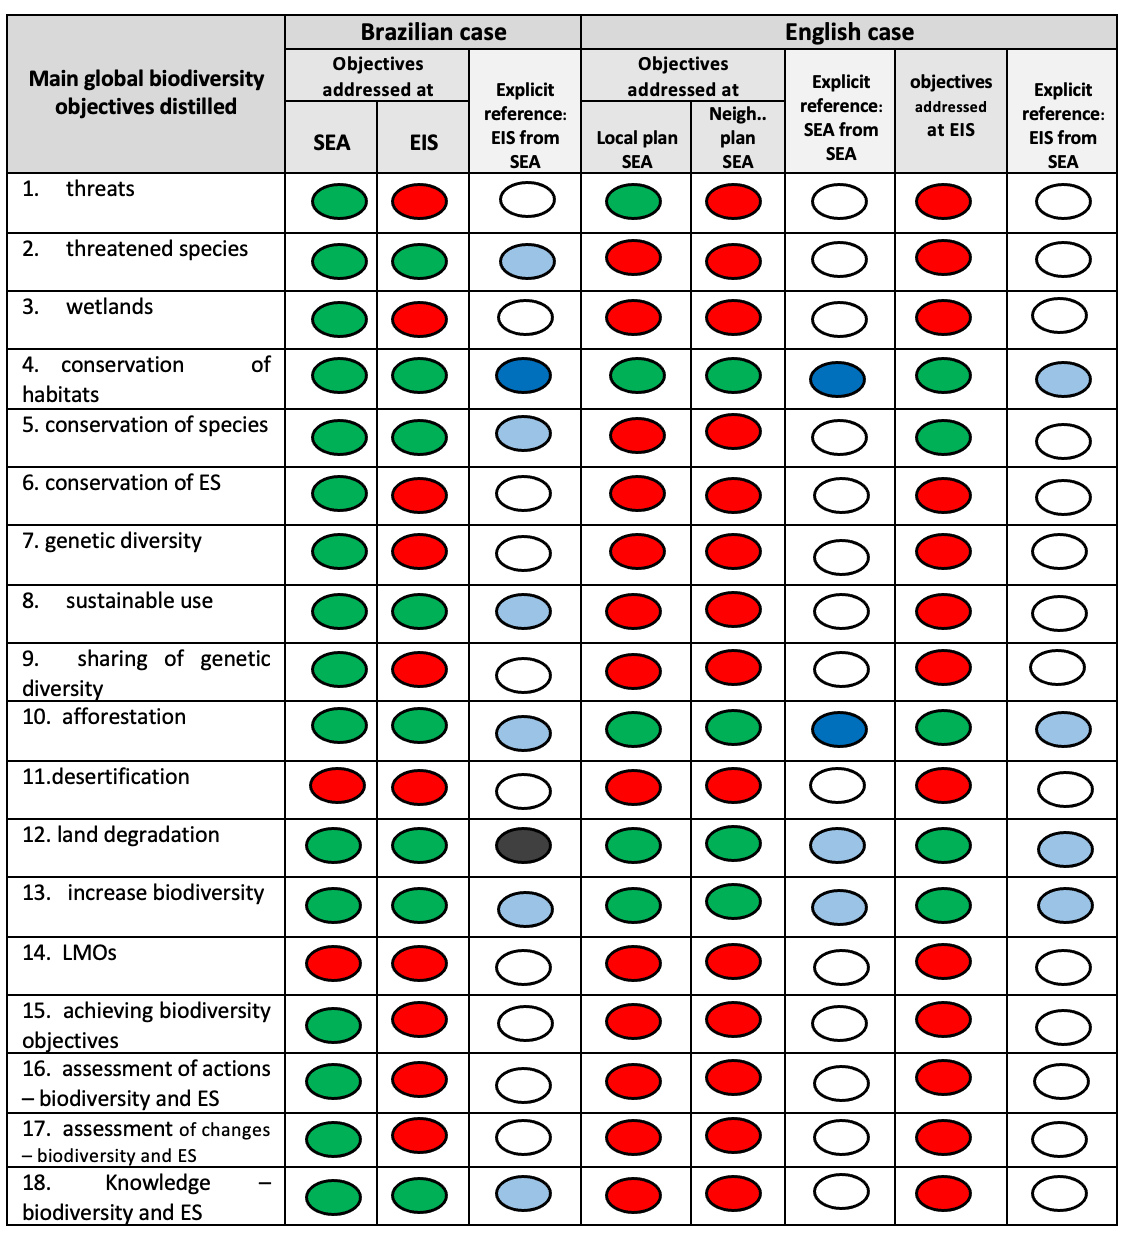 Brazilian case
English case
Main global biodiversity
objectives distilled
Objectives
addressed at
Explicit
reference:
EIS from
SEA
Objectives
addressed at
Explicit
reference:
SEA from
SEA
objectives
addressed
at EIS
Explicit
reference:
EIS from
SEA
SEA
EIS
Local plan
SEA
Neigh..
plan
SEA
1. threats
2. threatened species
3. wetlands
4. conservation of
habitats
5. conservation of species
6. conservation of ES
7. genetic diversity
8. sustainable use
9. sharing of genetic
diversity
10. afforestation
11.desertification
12. land degradation
13. increase biodiversity
14. LMOs
15. achieving biodiversity
objectives
16. assessment of actions
– biodiversity and ES
17. assessment of changes
– biodiversity and ES
18. Knowledge –
biodiversity and ES